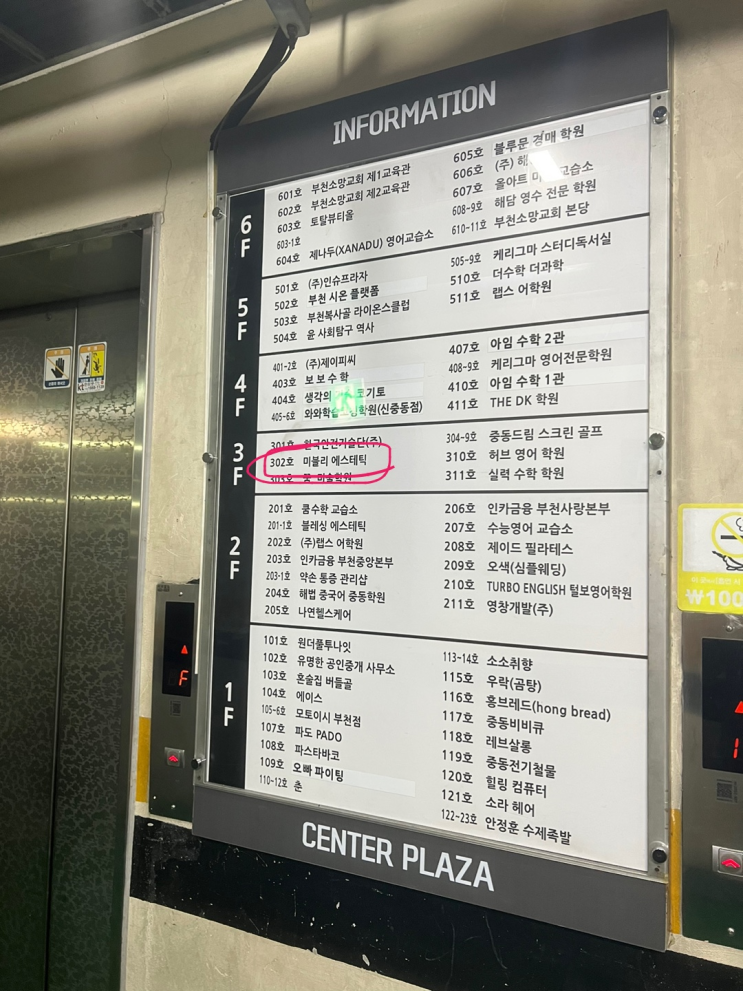 INFORMATION
6F
601호 부천소망교회 제1교육관
602호 부천소망교회 제2교육관
603호 토탈뷰티올
603-1호
604호 제나두(XANADU) 영어교습소
605호 블루문 경매 학원
606호 (주)
607호 올아트 교습소
608~9호 해담 영수 전문 학원
610~11호 부천소망교회 본당
5F
501호 (주)인슈프라자
502호 부천 시온 플랫폼
503호 부천복사골 라이온스클럽
504호 윤 사회탐구 역사
505~9호 케리그마 스터디독서실
510호 더수학 더과학
511호 랩스 어학원
4F
401~2호 (주)제이피씨
403호 보보수학
404호 생각의 기토
405~6호 와와학습 학원(신중동점)
407호 아임 수학 2관
408~9호 케리그마 영어전문학원
410호 아임 수학 1관
411호 THE DK 학원
3F
301호 한국안전기술단(주)
302호 미블리 에스테틱
303호 미술학원
304~9호 중동드림 스크린 골프
310호 허브 영어 학원
311호 실력 수학 학원
2F
201호 쿨수학 교습소
201-1호 블레싱 에스테틱
202호 (주)랩스 어학원
203호 인카금융 부천중앙본부
203-1호 약손 통증 관리샵
204호 해법 중국어 중동학원
205호 나연헬스케어
206호 인카금융 부천사랑본부
207호 수능영어 교습소
208호 제이드 필라테스
209호 오색(심플웨딩)
210호 TURBO ENGLISH 털보영어학원
211호 영창개발(주)
1F
101호 원더풀투나잇
102호 유명한 공인중개 사무소
103호 혼술집 버들골
104호 에이스
105~6호 모토이시 부천점
107호 파도 PADO
108호 파스타바코
109호 오빠 파이팅
110~12호 춘
113~14호 소소취향
115호 우락(곰탕)
116호 홍브레드(hong bread)
117호 중동비비큐
118호 레브살롱
119호 중동전기철물
120호 힐링 컴퓨터
121호 소라 헤어
122~23호 안정훈 수제족발
CENTER PLAZA
F
₩100
1